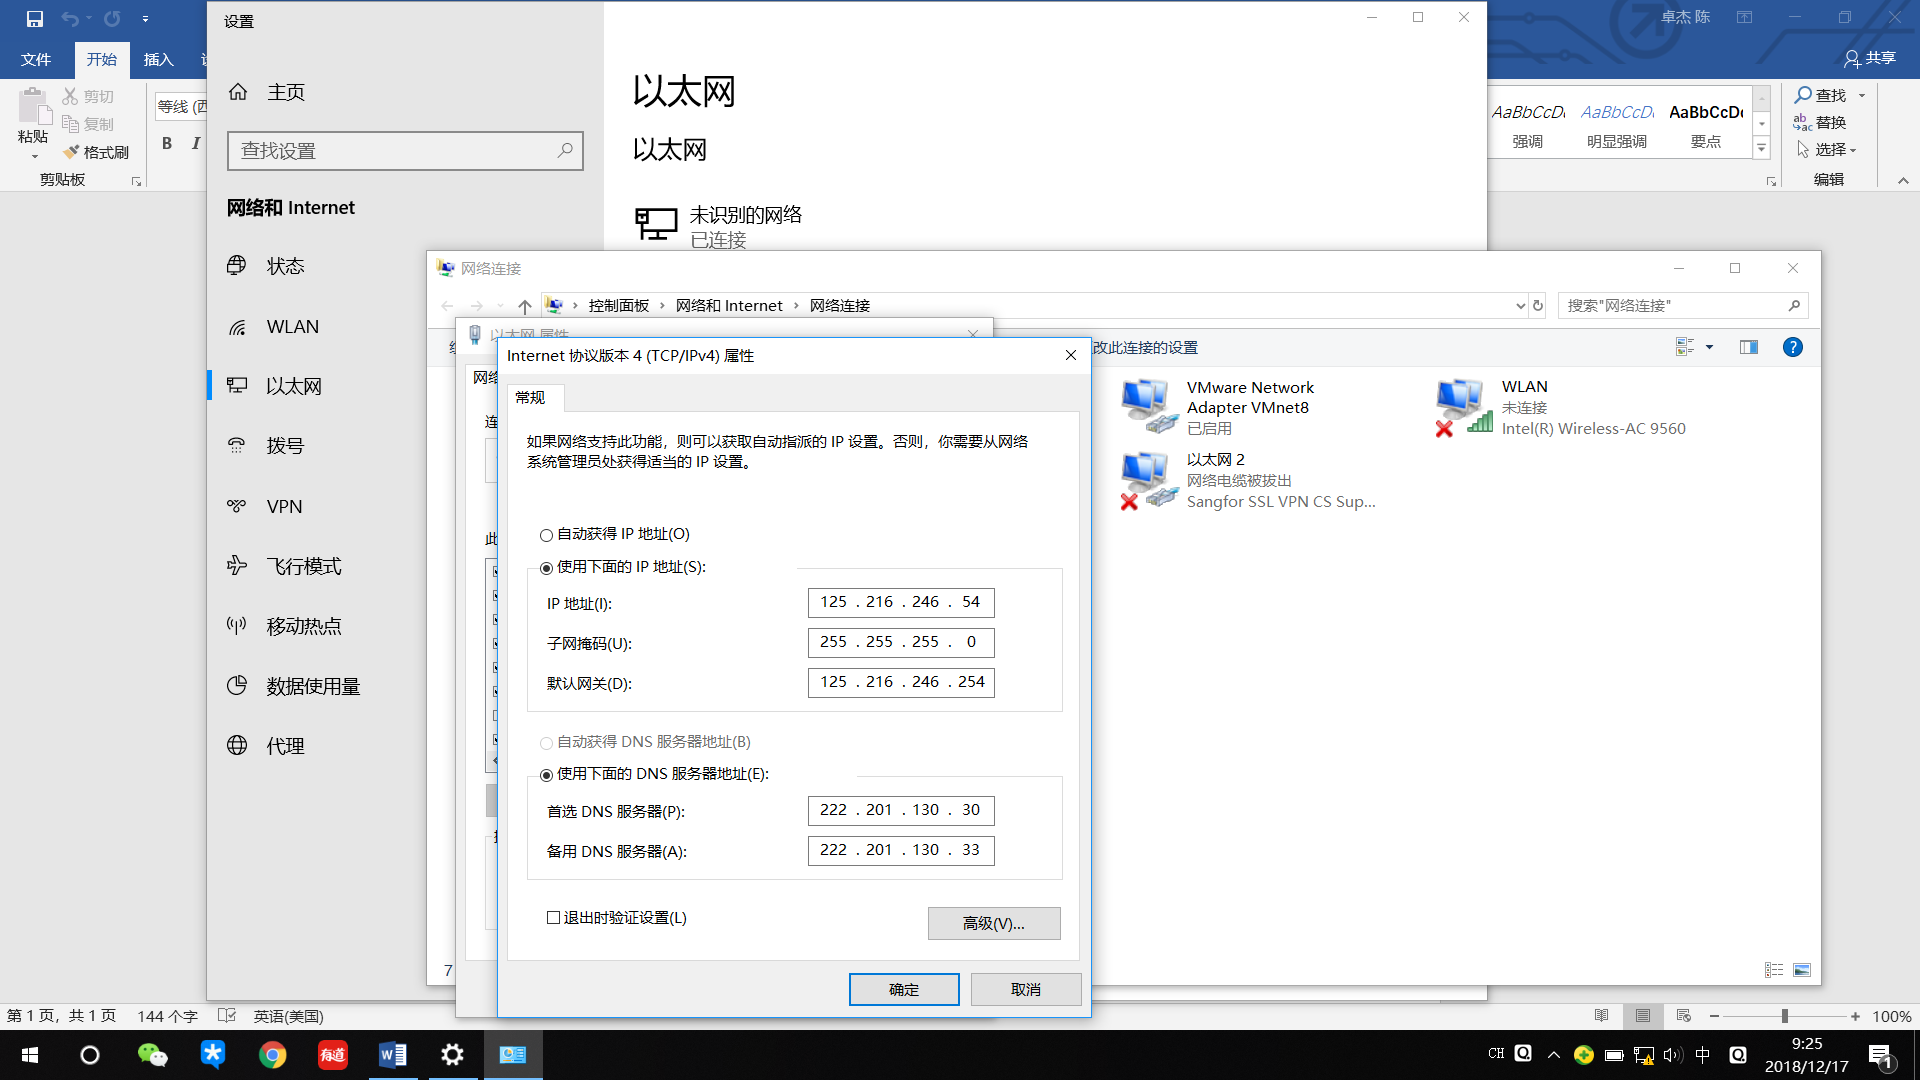 设置
卓杰 陈
文件
开始
插入
共享
剪切
复制
粘贴
格式刷
剪贴板
等线 (西
B I
主页
查找设置
网络和 Internet
状态
WLAN
以太网
拨号
VPN
飞行模式
移动热点
数据使用量
代理
以太网
以太网
未识别的网络
已连接
AaBbCcDı AaBbCcDı AaBbCcDı
强调 明显强调 要点
查找
替换
选择
编辑
网络连接
控制面板 › 网络和 Internet › 网络连接
搜索"网络连接"
以太网 属性
改此连接的设置
VMware Network
Adapter VMnet8
已启用
WLAN
未连接
Intel(R) Wireless-AC 9560
以太网 2
网络电缆被拔出
Sangfor SSL VPN CS Sup...
网络
连
此
7
Internet 协议版本 4 (TCP/IPv4) 属性
常规
如果网络支持此功能，则可以获取自动指派的 IP 设置。否则，你需要从网络
系统管理员处获得适当的 IP 设置。
自动获得 IP 地址(O)
使用下面的 IP 地址(S):
IP 地址(I): 125 . 216 . 246 . 54
子网掩码(U): 255 . 255 . 255 . 0
默认网关(D): 125 . 216 . 246 . 254
自动获得 DNS 服务器地址(B)
使用下面的 DNS 服务器地址(E):
首选 DNS 服务器(P): 222 . 201 . 130 . 30
备用 DNS 服务器(A): 222 . 201 . 130 . 33
退出时验证设置(L)
高级(V)...
确定 取消
第 1 页，共 1 页 144 个字 英语(美国)
100%
有道
CH
中
9:25
2018/12/17
1